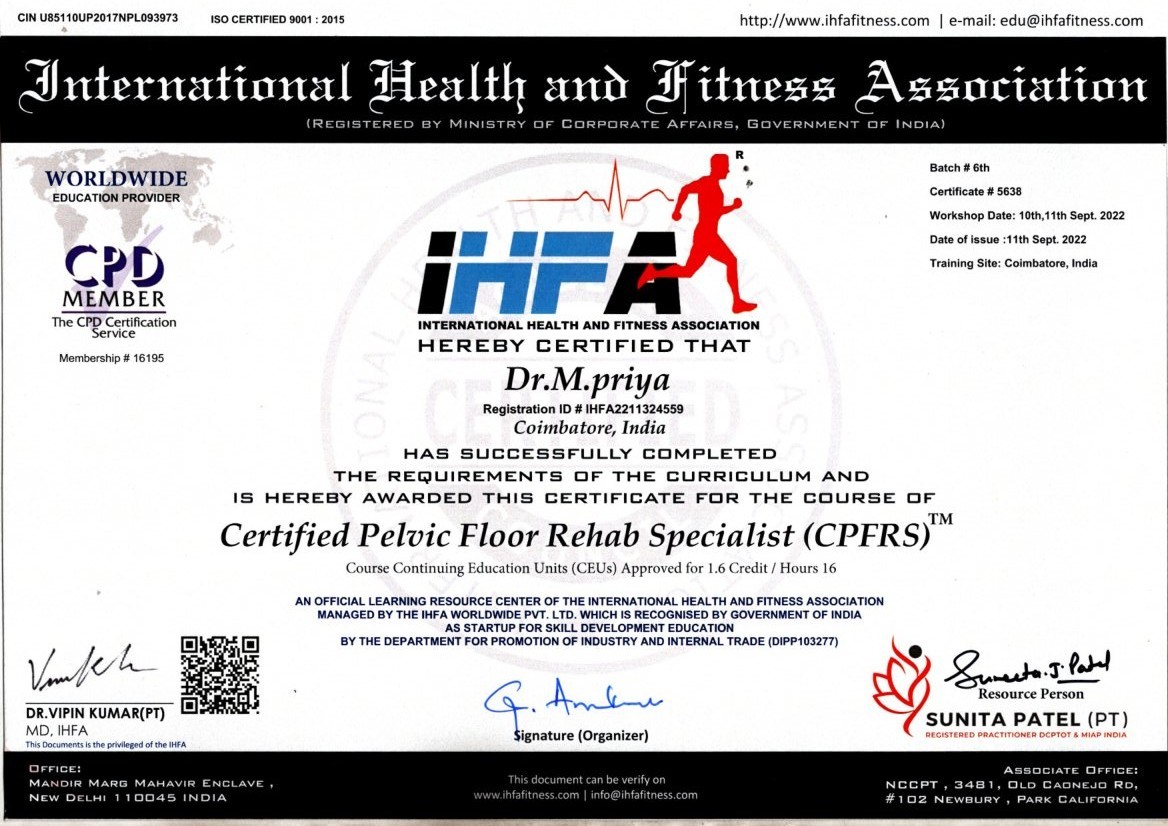 CIN U85110UP2017NPL093973 ISO CERTIFIED 9001 : 2015 http://www.ihfafitness.com | e-mail: edu@ihfafitness.com
International Health and Fitness Association
(REGISTERED BY MINISTRY OF CORPORATE AFFAIRS, GOVERNMENT OF INDIA)
WORLDWIDE
EDUCATION PROVIDER
CPD
MEMBER
The CPD Certification
Service
Membership # 16195
R
iHFA
INTERNATIONAL HEALTH AND FITNESS ASSOCIATION
Batch # 6th
Certificate # 5638
Workshop Date: 10th,11th Sept. 2022
Date of issue :11th Sept. 2022
Training Site: Coimbatore, India
HEREBY CERTIFIED THAT
Dr.M.priya
Registration ID # IHFA2211324559
Coimbatore, India
HAS SUCCESSFULLY COMPLETED
THE REQUIREMENTS OF THE CURRICULUM AND
IS HEREBY AWARDED THIS CERTIFICATE FOR THE COURSE OF
Certified Pelvic Floor Rehab Specialist (CPFRS)™
Course Continuing Education Units (CEUs) Approved for 1.6 Credit / Hours 16
AN OFFICIAL LEARNING RESOURCE CENTER OF THE INTERNATIONAL HEALTH AND FITNESS ASSOCIATION
MANAGED BY THE IHFA WORLDWIDE PVT. LTD. WHICH IS RECOGNISED BY GOVERNMENT OF INDIA
AS STARTUP FOR SKILL DEVELOPMENT EDUCATION
BY THE DEPARTMENT FOR PROMOTION OF INDUSTRY AND INTERNAL TRADE (DIPP103277)
DR.VIPIN KUMAR(PT)
MD, IHFA
This Documents is the privileged of the IHFA
Signature (Organizer)
Suneeta.J.Patel
Resource Person
SUNITA PATEL (PT)
REGISTERED PRACTITIONER DCPTOT & MIAP INDIA
OFFICE:
MANDIR MARG MAHAVIR ENCLAVE ,
NEW DELHI 110045 INDIA
This document can be verify on
www.ihfafitness.com | info@ihfafitness.com
ASSOCIATE OFFICE:
NCCPT , 3481, OLD CAONEJO RD,
#102 NEWBURY , PARK CALIFORNIA